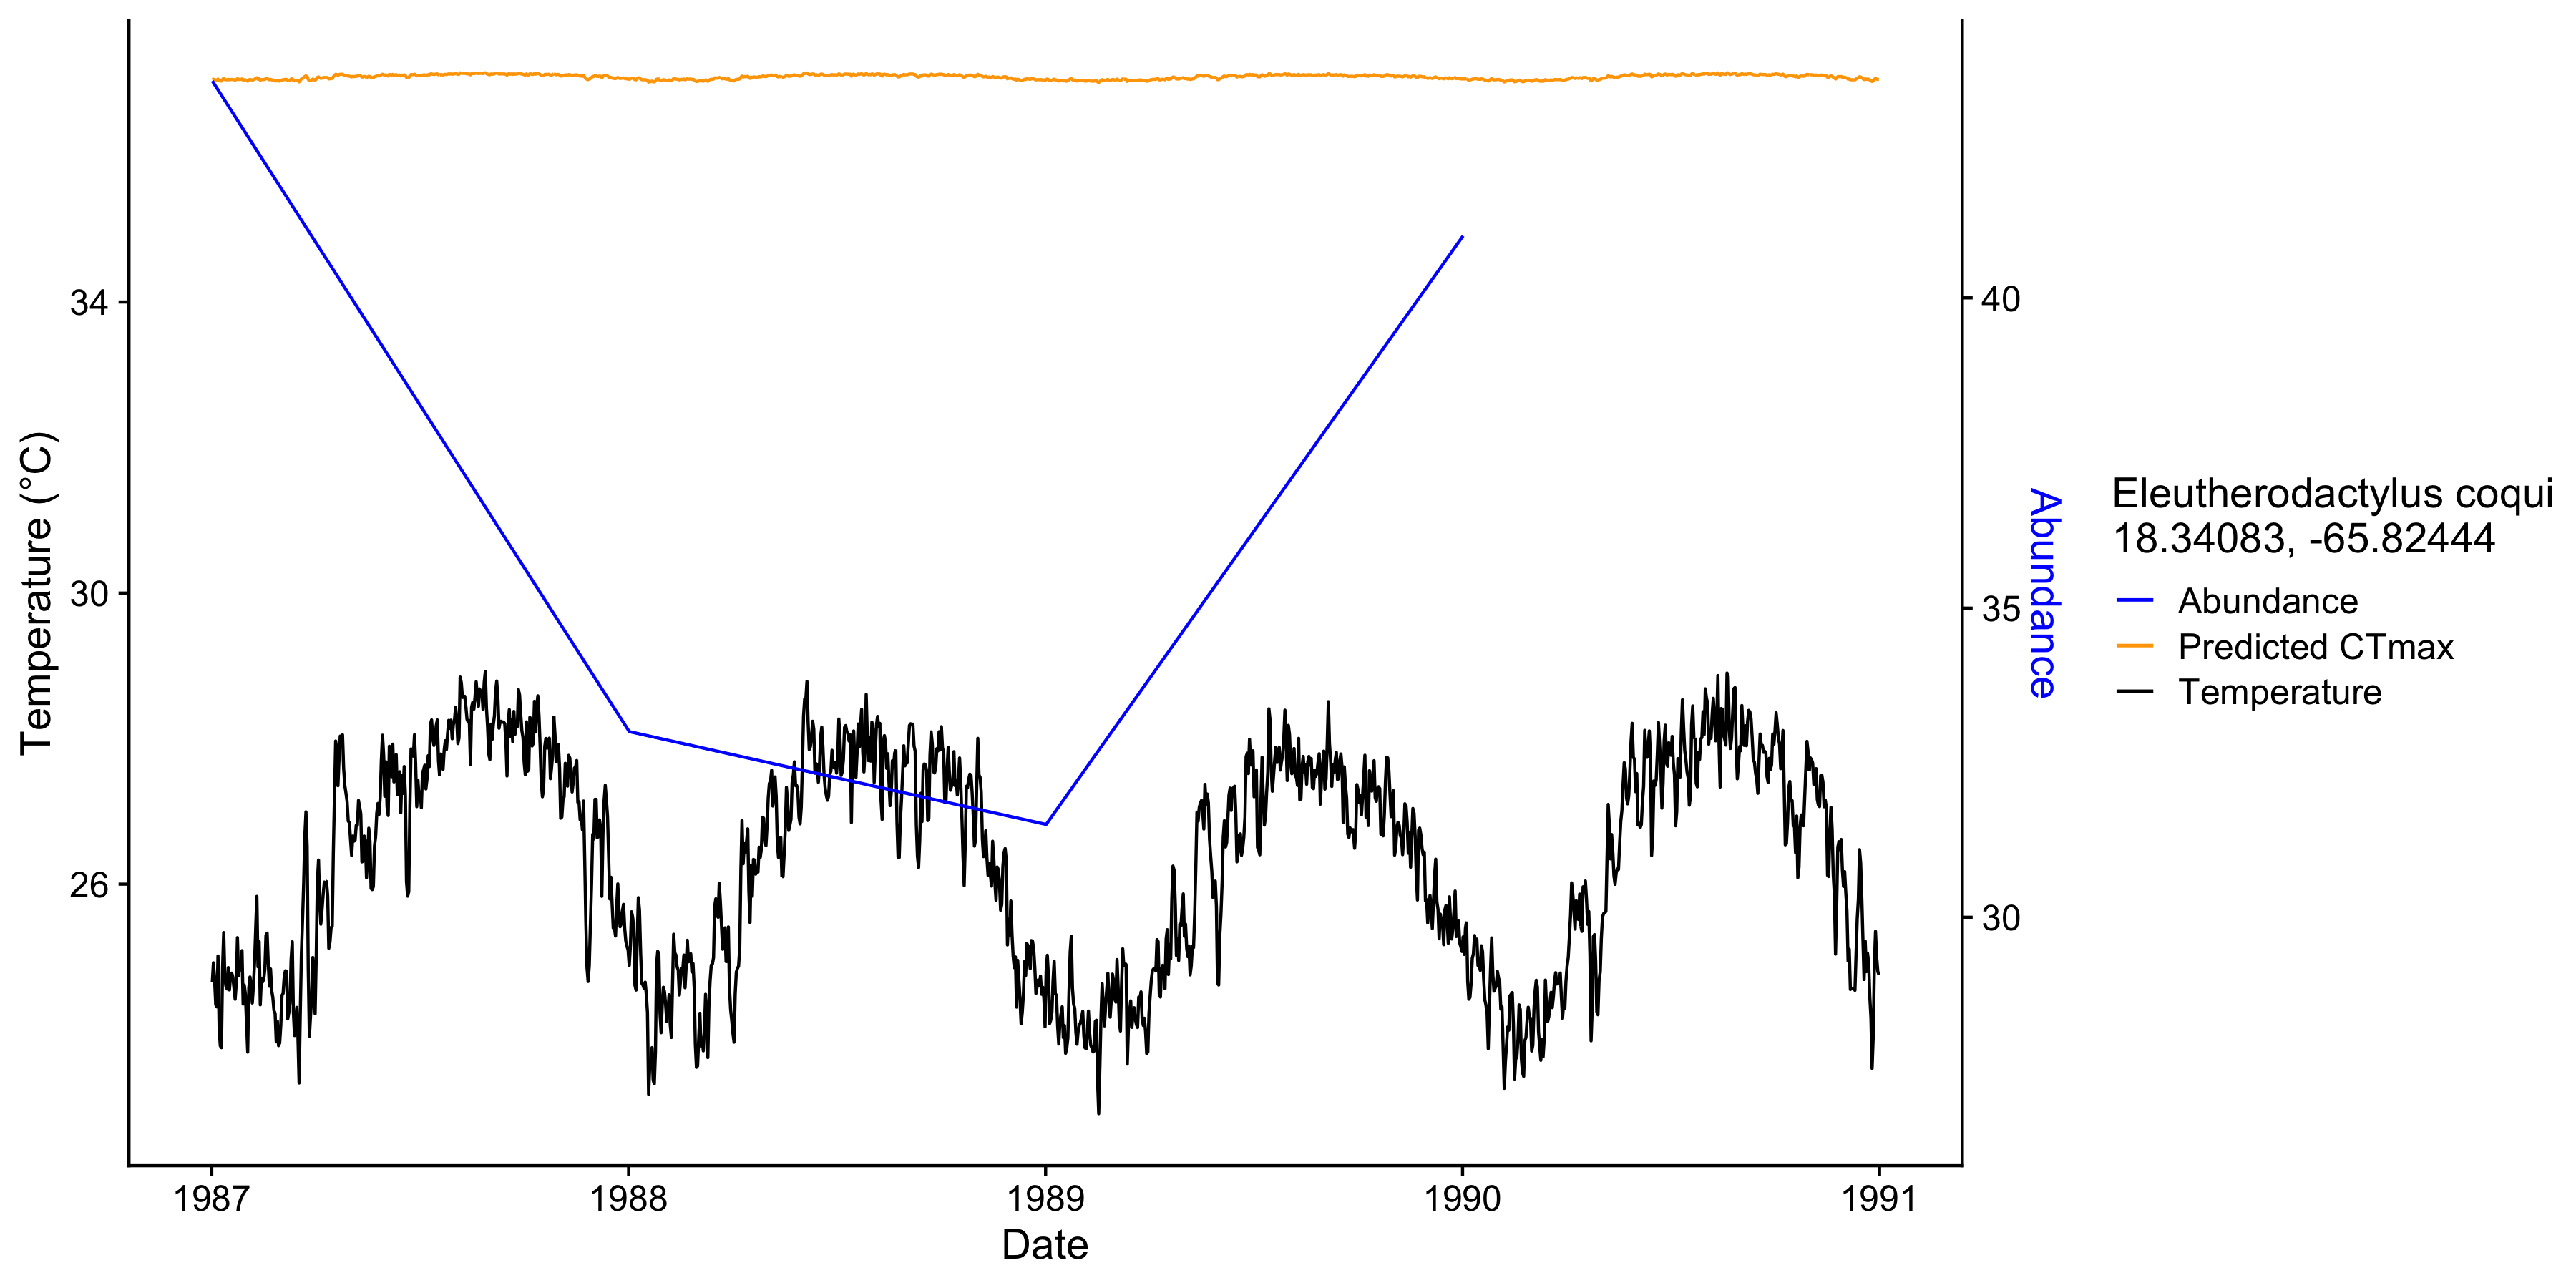 Temperature (°C)
34
30
26
1987
1988
1989
1990
1991
Date
40
35
30
Abundance
Eleutherodactylus coqui
18.34083, -65.82444
Abundance
Predicted CTmax
Temperature